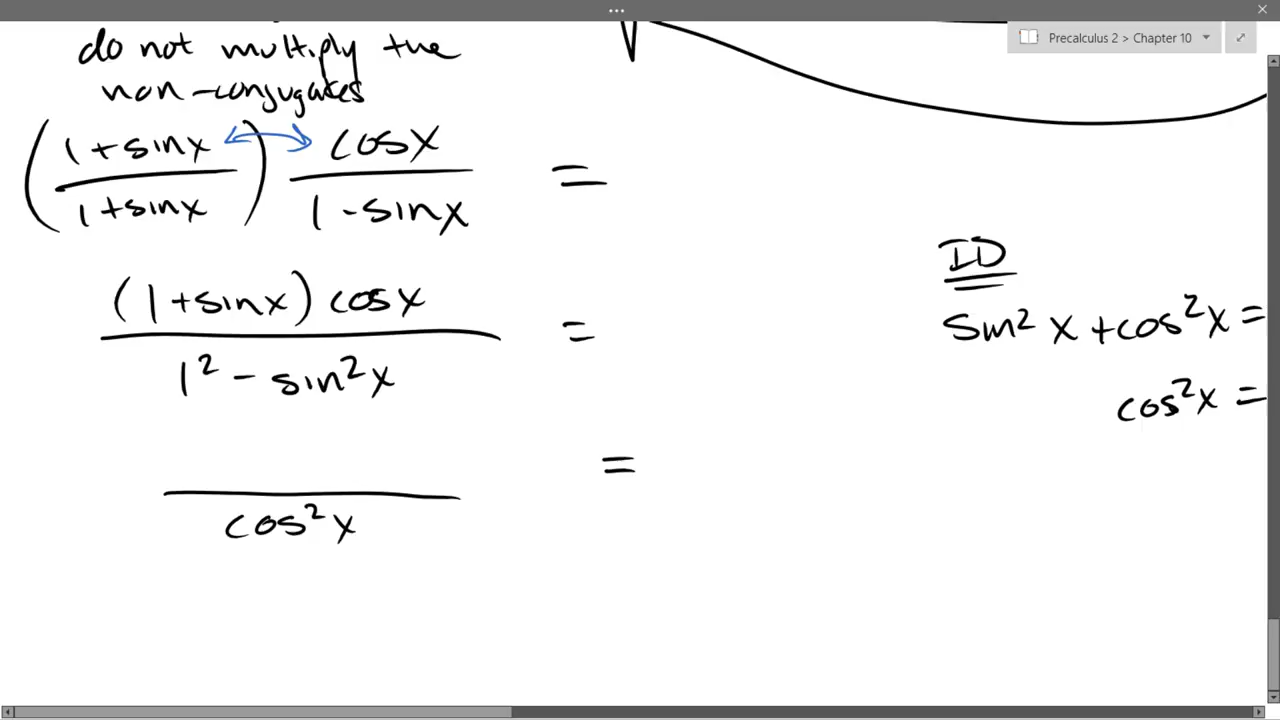 Precalculus 2 > Chapter 10
do not multiply the
non-conjugates
(1+sinx / 1+sinx) cosx / 1-sinx =
(1+sinx) cosx / 1² - sin²x =
/ cos²x =
ID
sin²x + cos²x =
cos²x =